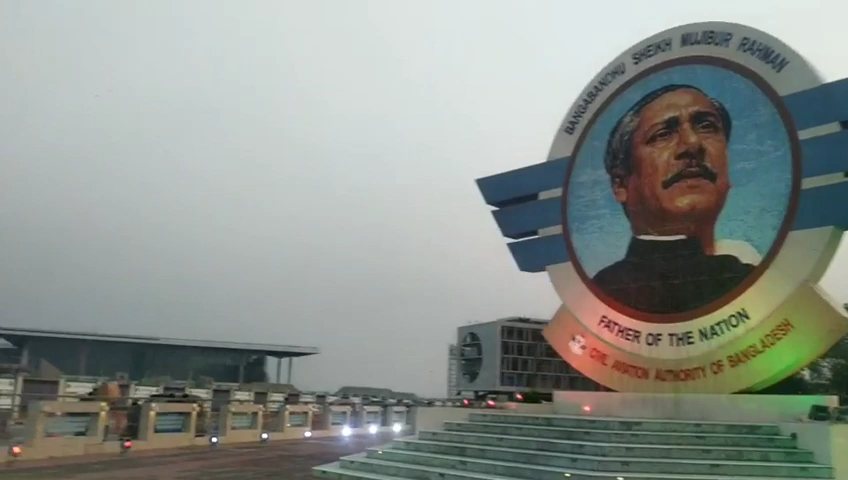 BANGABANDHU SHEIKH MUJIBUR RAHMAN
FATHER OF THE NATION
CIVIL AVIATION AUTHORITY OF BANGLADESH